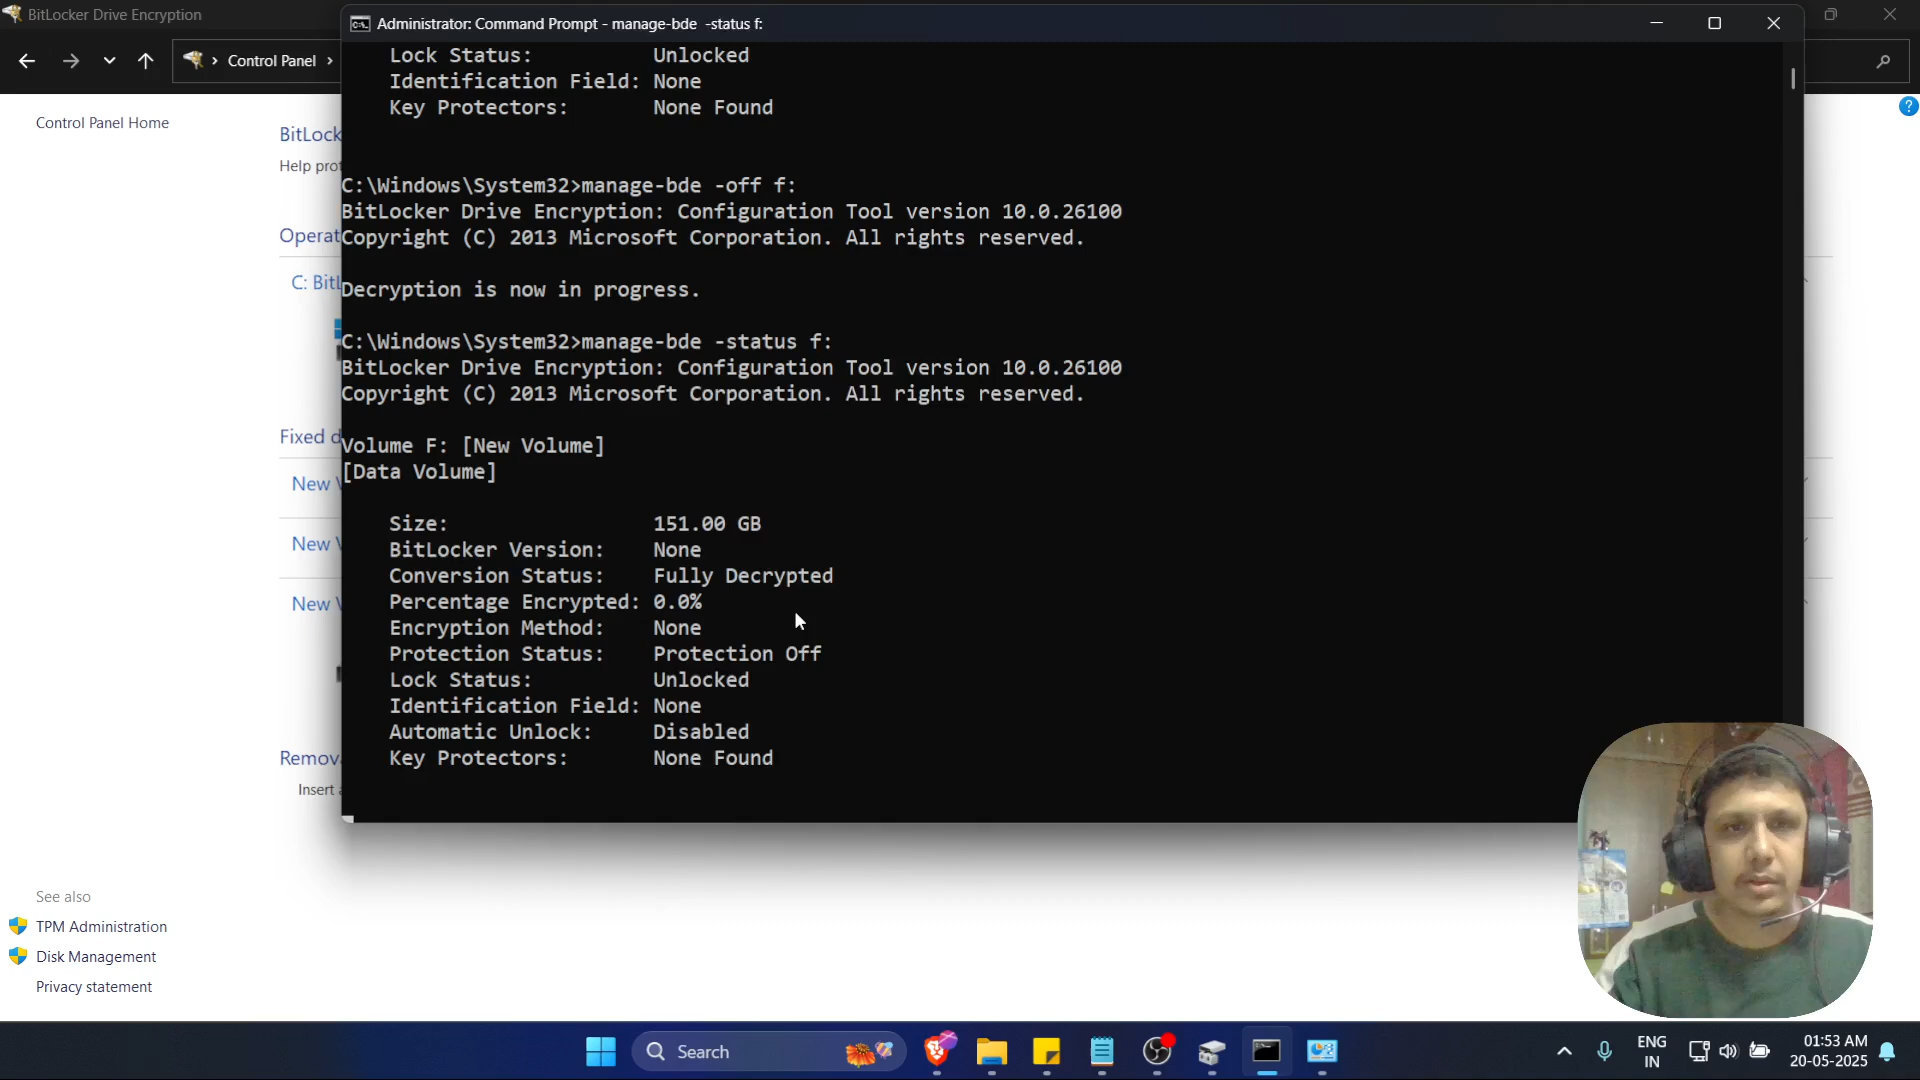 BitLocker Drive Encryption
Administrator: Command Prompt - manage-bde -status f:
Control Panel
Control Panel Home
BitLock
Help prot
Operat
C: BitL
Fixed d
New V
New V
New V
Remova
Insert a
See also
TPM Administration
Disk Management
Privacy statement
Lock Status: Unlocked
Identification Field: None
Key Protectors: None Found
C:\Windows\System32>manage-bde -off f:
BitLocker Drive Encryption: Configuration Tool version 10.0.26100
Copyright (C) 2013 Microsoft Corporation. All rights reserved.
Decryption is now in progress.
C:\Windows\System32>manage-bde -status f:
BitLocker Drive Encryption: Configuration Tool version 10.0.26100
Copyright (C) 2013 Microsoft Corporation. All rights reserved.
Volume F: [New Volume]
[Data Volume]
Size: 151.00 GB
BitLocker Version: None
Conversion Status: Fully Decrypted
Percentage Encrypted: 0.0%
Encryption Method: None
Protection Status: Protection Off
Lock Status: Unlocked
Identification Field: None
Automatic Unlock: Disabled
Key Protectors: None Found
Search
ENG
IN
01:53 AM
20-05-2025